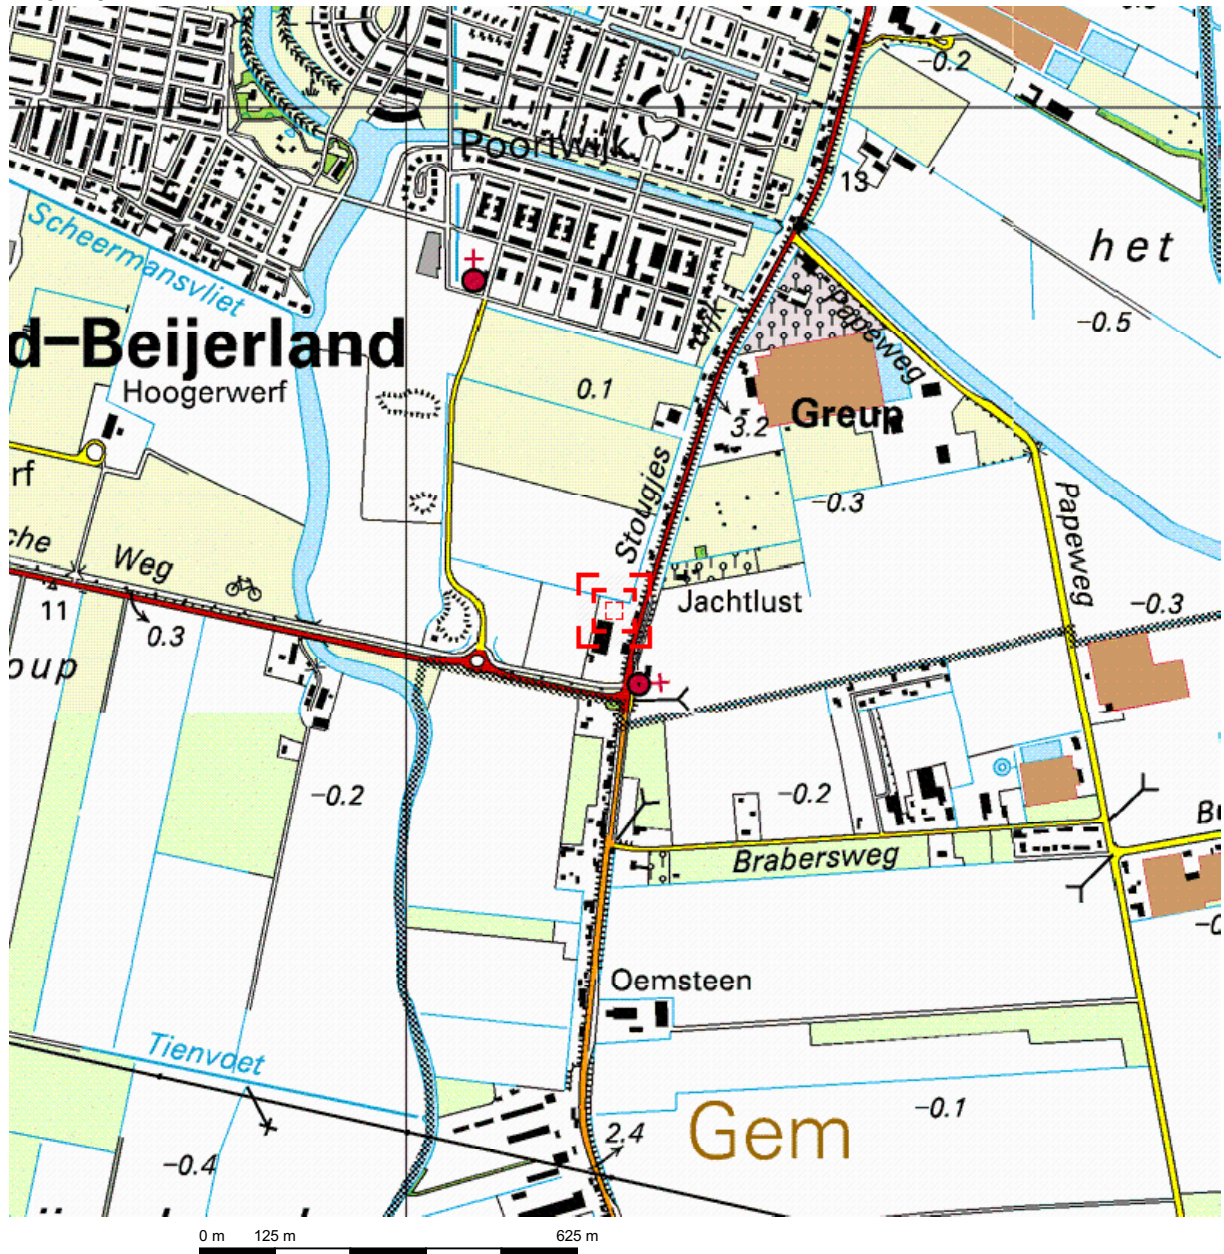 -0.2
Poortwijk
13
Scheermansvliet
het
-0.5
Papeweg
dijk
d-Beijerland
Hoogerwerf
0.1
3.2
Greup
rf
-0.3
Stougjes
Papeweg
che
Weg
11
0.3
Jachtlust
-0.3
oup
-0.2
-0.2
Brabersweg
Oemsteen
Tienvoet
-0.1
Gem
2.4
-0.4
0 m
125 m
625 m